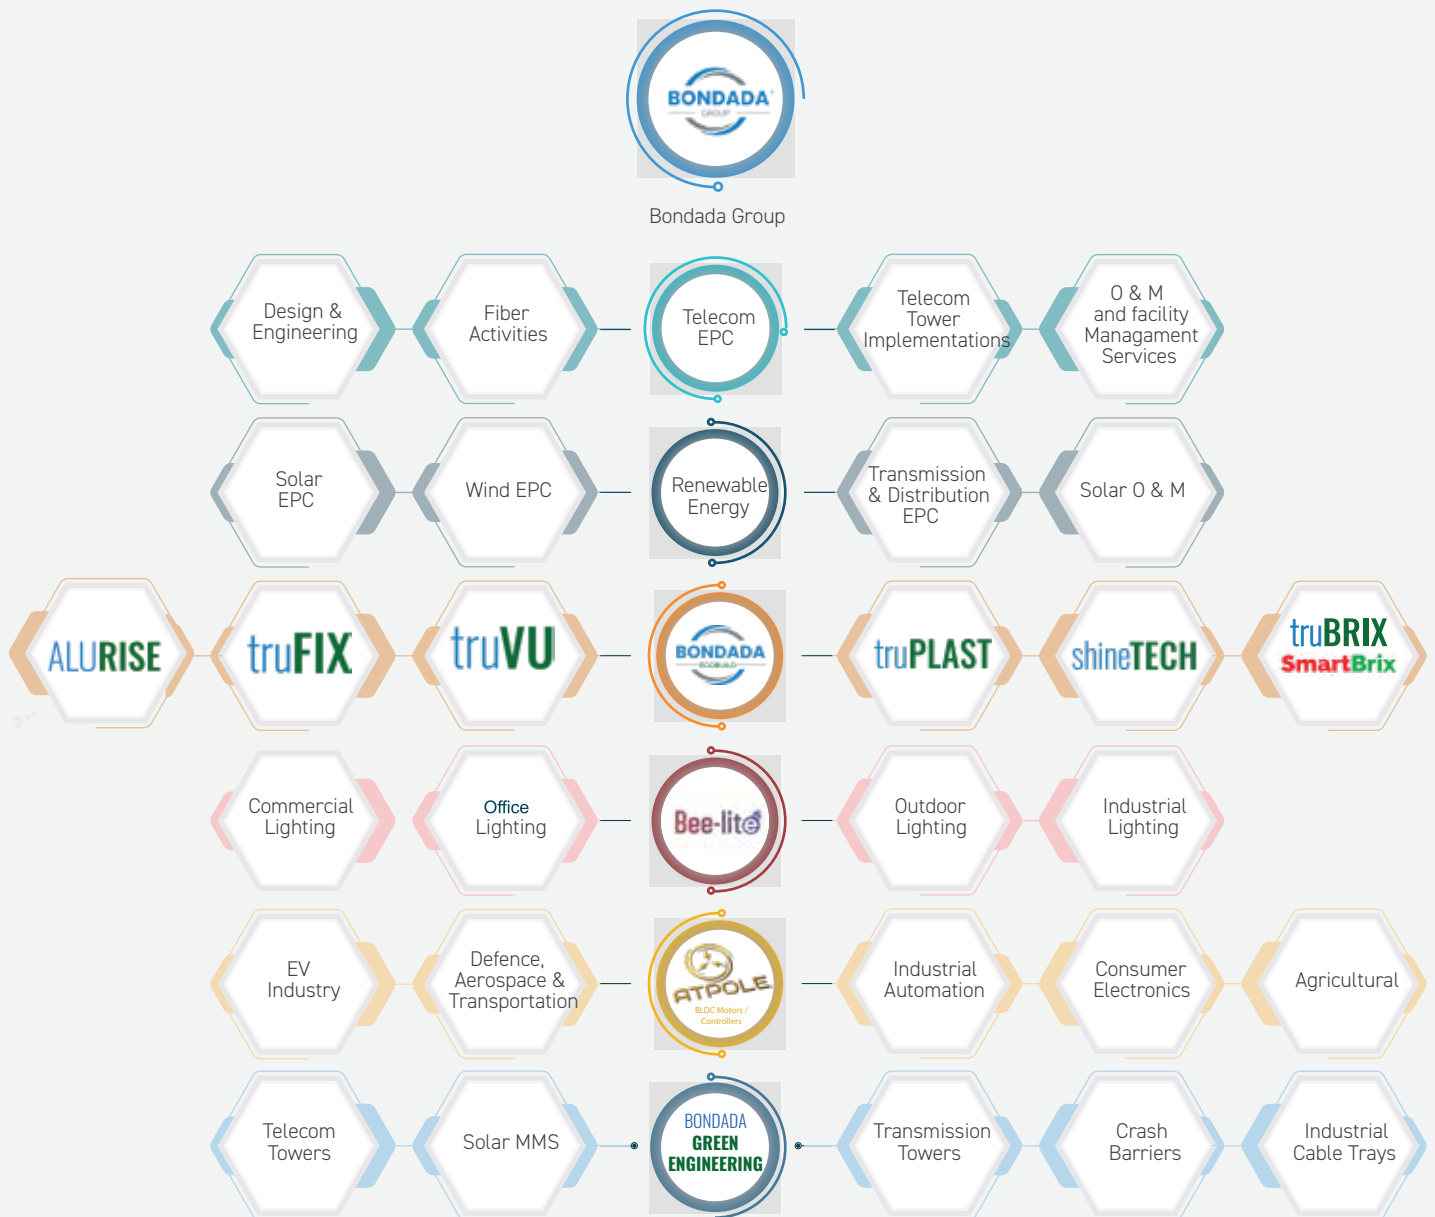 BONDADA
GROUP
Bondada Group
Design &
Engineering
Fiber
Activities
Telecom
EPC
Telecom
Tower
Implementations
O & M
and facility
Managament
Services
Solar
EPC
Wind EPC
Renewable
Energy
Transmission
& Distribution
EPC
Solar O & M
ALURISE
truFIX
truVU
BONDADA
ECOBUILD
truPLAST
shineTECH
truBRIX
SmartBrix
Commercial
Lighting
Office
Lighting
Bee-lite
Outdoor
Lighting
Industrial
Lighting
EV
Industry
Defence,
Aerospace &
Transportation
ATPOLE
BLDC Motors /
Controllers
Industrial
Automation
Consumer
Electronics
Agricultural
Telecom
Towers
Solar MMS
BONDADA
GREEN
ENGINEERING
Transmission
Towers
Crash
Barriers
Industrial
Cable Trays